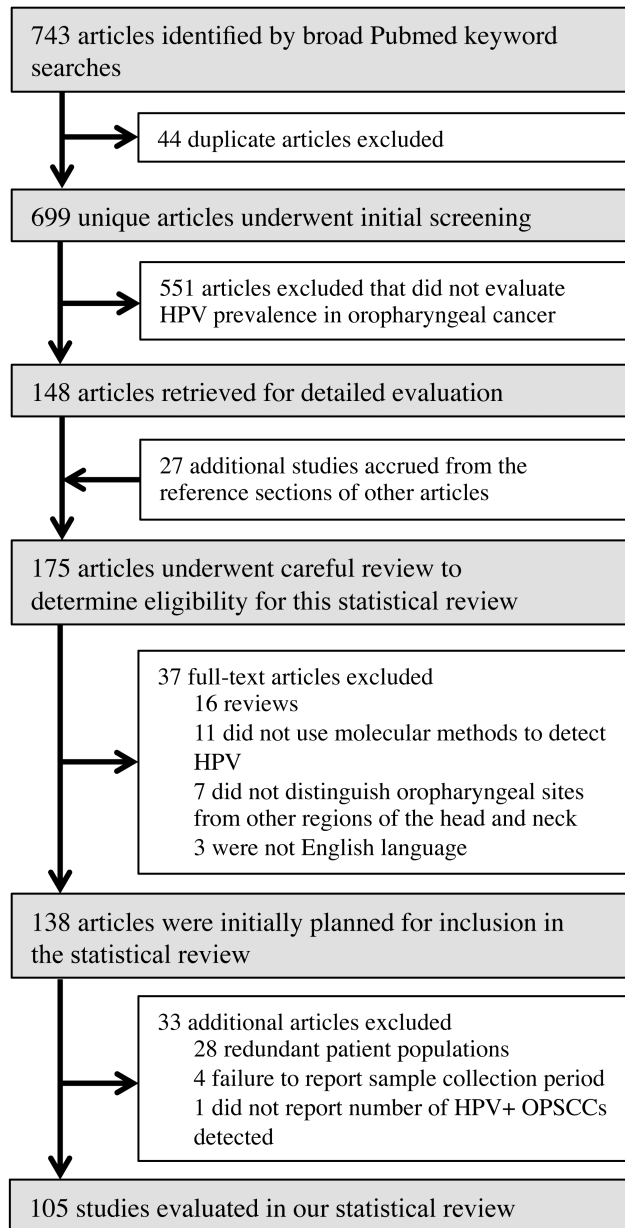 743 articles identified by broad Pubmed keyword
searches
44 duplicate articles excluded
699 unique articles underwent initial screening
551 articles excluded that did not evaluate
HPV prevalence in oropharyngeal cancer
148 articles retrieved for detailed evaluation
27 additional studies accrued from the
reference sections of other articles
175 articles underwent careful review to
determine eligibility for this statistical review
37 full-text articles excluded
16 reviews
11 did not use molecular methods to detect
HPV
7 did not distinguish oropharyngeal sites
from other regions of the head and neck
3 were not English language
138 articles were initially planned for inclusion in
the statistical review
33 additional articles excluded
28 redundant patient populations
4 failure to report sample collection period
1 did not report number of HPV+ OPSCCs
detected
105 studies evaluated in our statistical review